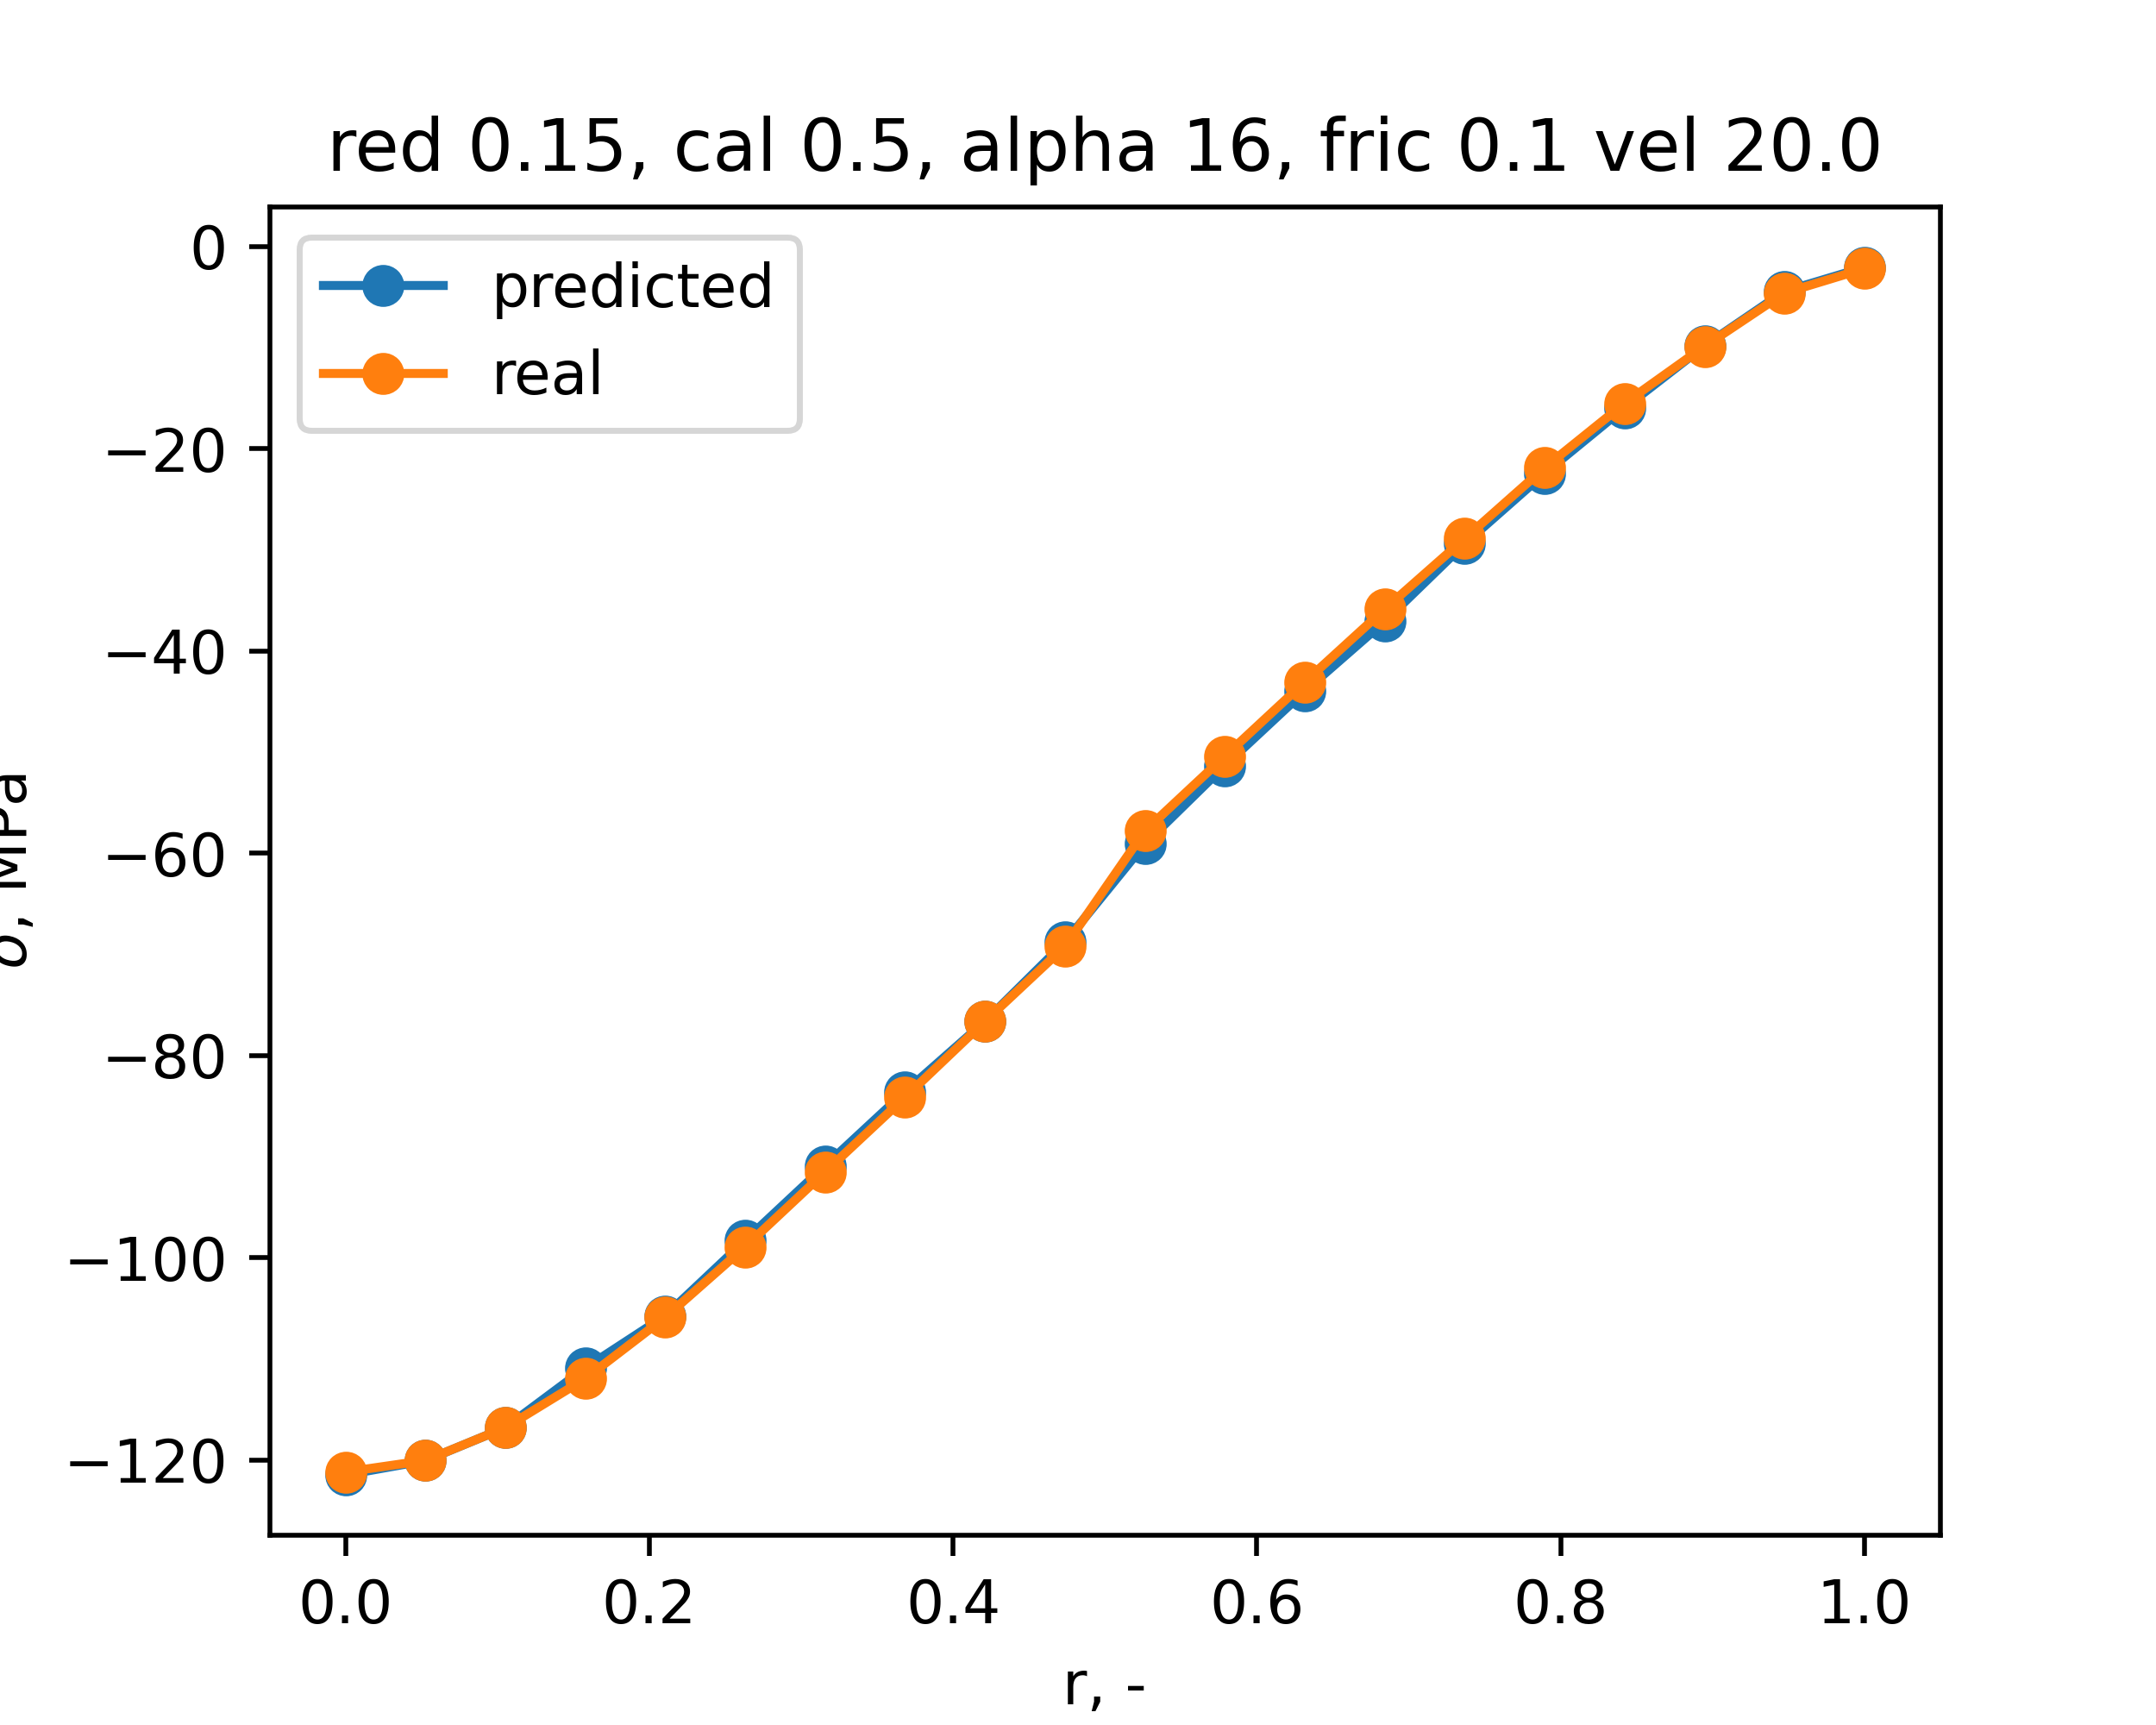 red 0.15, cal 0.5, alpha 16, fric 0.1 vel 20.0
predicted
real
0
−20
−40
−60
−80
−100
−120
σ, MPa
0.0 0.2 0.4 0.6 0.8 1.0
r, -